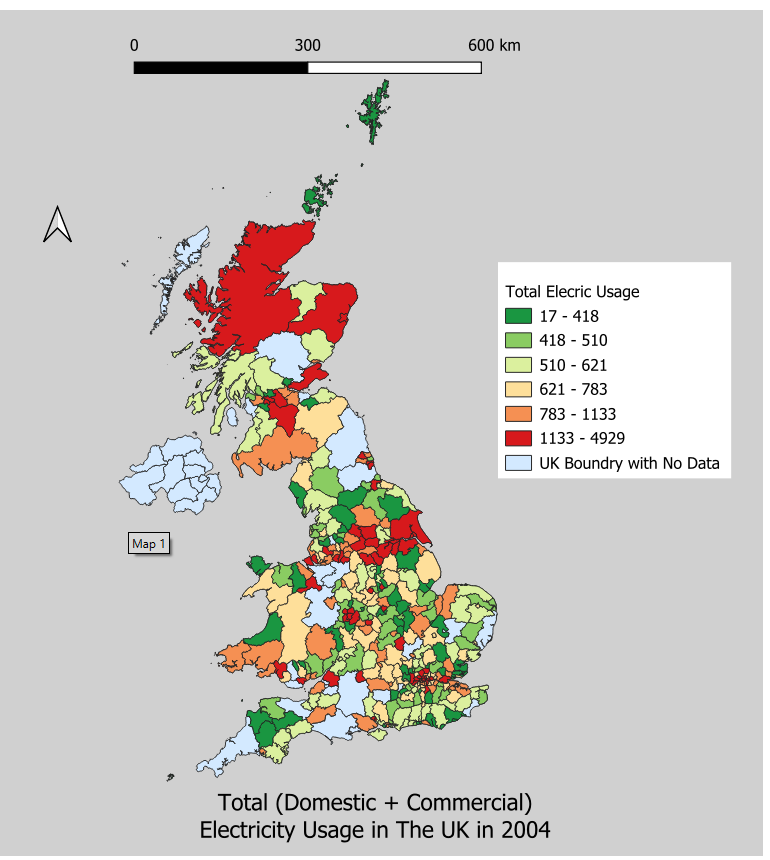 0 300 600 km
Total Elecric Usage
17 - 418
418 - 510
510 - 621
621 - 783
783 - 1133
1133 - 4929
UK Boundry with No Data
Map 1
Total (Domestic + Commercial)
Electricity Usage in The UK in 2004